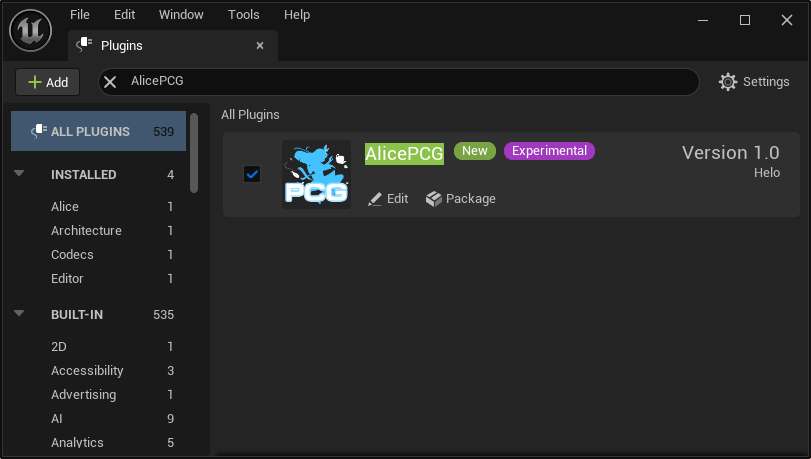 File Edit Window Tools Help
Plugins
Add
AlicePCG
Settings
ALL PLUGINS 539
INSTALLED 4
Alice 1
Architecture 1
Codecs 1
Editor 1
BUILT-IN 535
2D 1
Accessibility 3
Advertising 1
AI 9
Analytics 5
All Plugins
PCG
AlicePCG New Experimental
Version 1.0
Helo
Edit Package